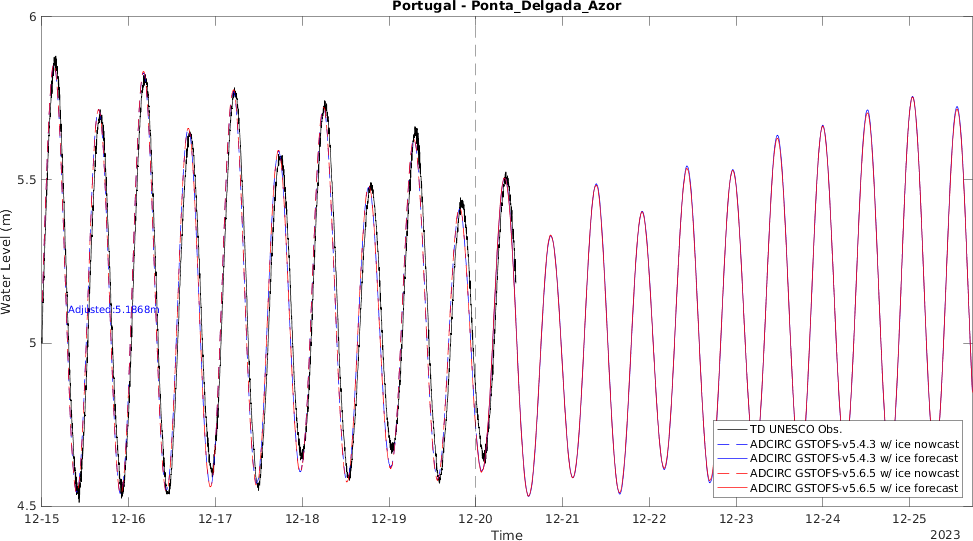 Portugal - Ponta_Delgada_Azor
6
5.5
5
4.5
Water Level (m)
Adjusted:5.1868m
TD UNESCO Obs.
ADCIRC GSTOFS-v5.4.3 w/ ice nowcast
ADCIRC GSTOFS-v5.4.3 w/ ice forecast
ADCIRC GSTOFS-v5.6.5 w/ ice nowcast
ADCIRC GSTOFS-v5.6.5 w/ ice forecast
12-15 12-16 12-17 12-18 12-19 12-20 12-21 12-22 12-23 12-24 12-25
Time
2023